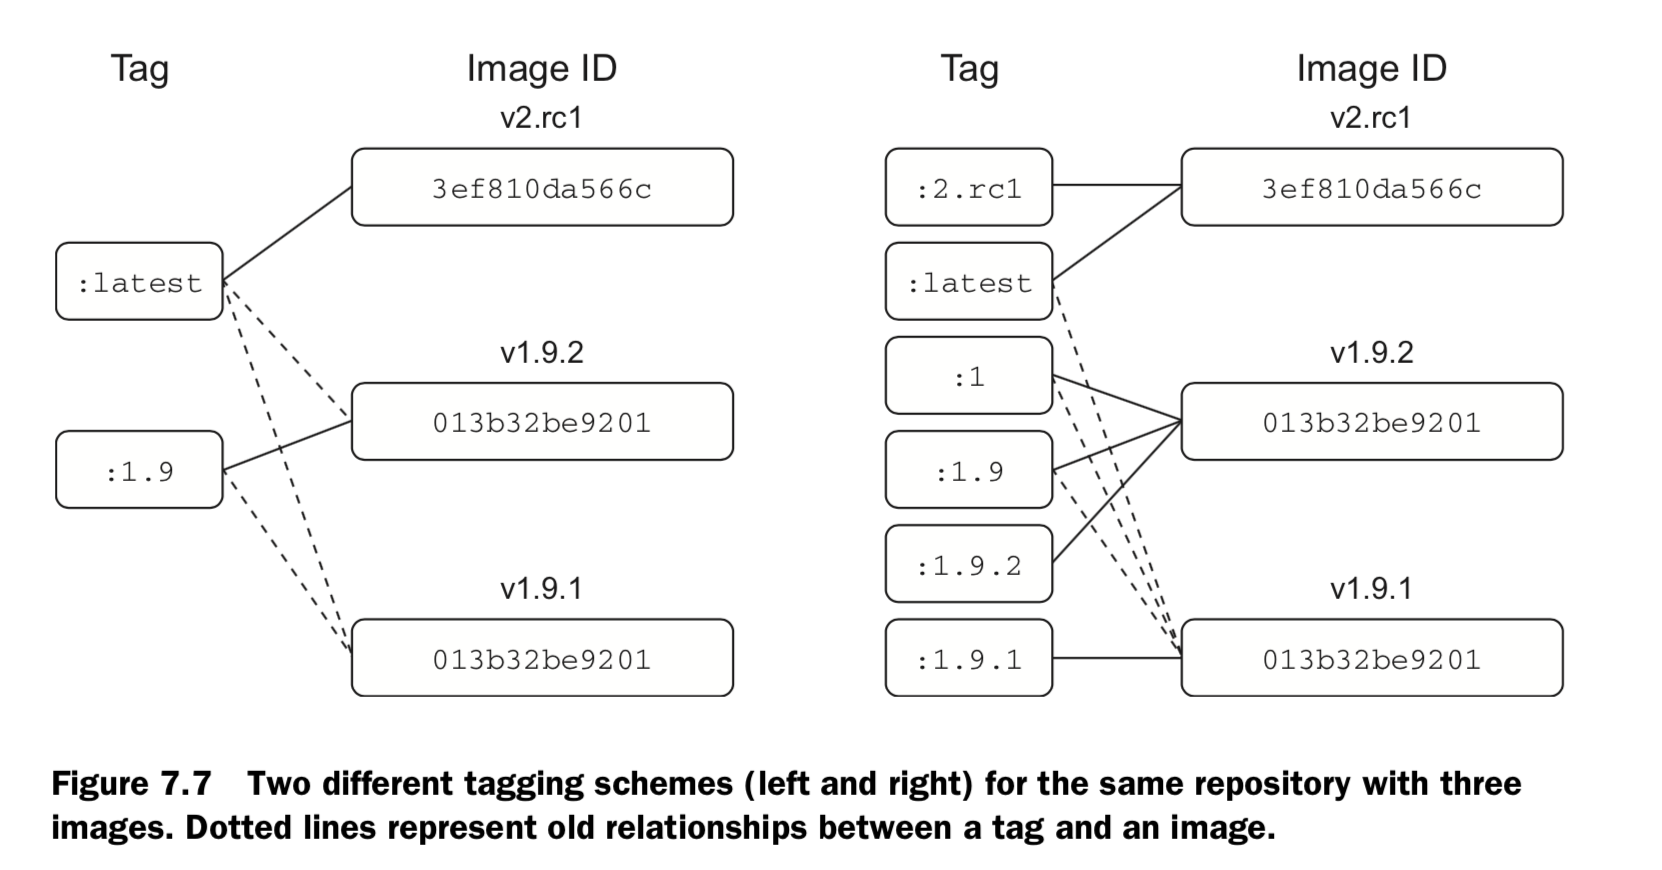 Tag
Image ID
v2.rc1
3ef810da566c
:latest
v1.9.2
013b32be9201
:1.9
v1.9.1
013b32be9201
Tag
Image ID
v2.rc1
:2.rc1
3ef810da566c
:latest
:1
v1.9.2
013b32be9201
:1.9
:1.9.2
v1.9.1
:1.9.1
013b32be9201
Figure 7.7 Two different tagging schemes (left and right) for the same repository with three
images. Dotted lines represent old relationships between a tag and an image.